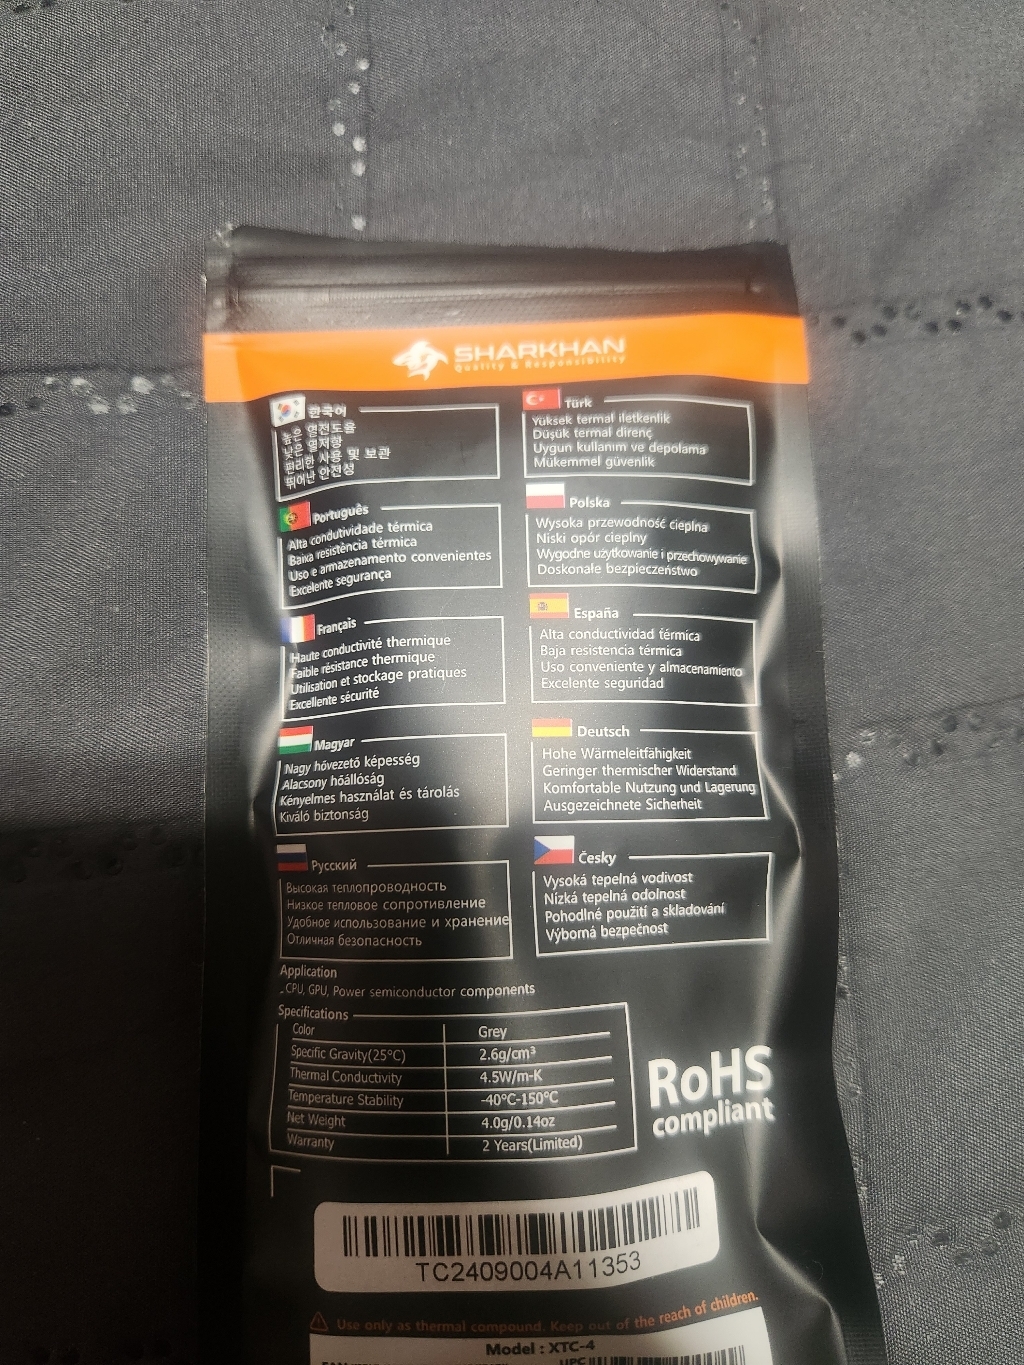 SHARKHAN
Quality & Responsibility
한국어
높은 열전도율
낮은 열저항
편리한 사용 및 보관
뛰어난 안전성
Türk
Yüksek termal iletkenlik
Düşük termal direnç
Uygun kullanım ve depolama
Mükemmel güvenlik
Português
Alta condutividade térmica
Baixa resistência térmica
Uso e armazenamento convenientes
Excelente segurança
Polska
Wysoka przewodność cieplna
Niski opór cieplny
Wygodne użytkowanie i przechowywanie
Doskonałe bezpieczeństwo
Français
Haute conductivité thermique
Faible résistance thermique
Utilisation et stockage pratiques
Excellente sécurité
España
Alta conductividad térmica
Baja resistencia térmica
Uso conveniente y almacenamiento
Excelente seguridad
Magyar
Nagy hővezető képesség
Alacsony hőállóság
Kényelmes használat és tárolás
Kiváló biztonság
Deutsch
Hohe Wärmeleitfähigkeit
Geringer thermischer Widerstand
Komfortable Nutzung und Lagerung
Ausgezeichnete Sicherheit
Русский
Высокая теплопроводность
Низкое тепловое сопротивление
Удобное использование и хранение
Отличная безопасность
Česky
Vysoká tepelná vodivost
Nízká tepelná odolnost
Pohodlné použití a skladování
Výborná bezpečnost
Application
CPU, GPU, Power semiconductor components
Specifications
Color Grey
Specific Gravity(25°C) 2.6g/cm³
Thermal Conductivity 4.5W/m-K
Temperature Stability -40°C-150°C
Net Weight 4.0g/0.14oz
Warranty 2 Years(Limited)
RoHS
compliant
TC2409004A11353
Use only as thermal compound. Keep out of the reach of children.
Model : XTC-4
UPC